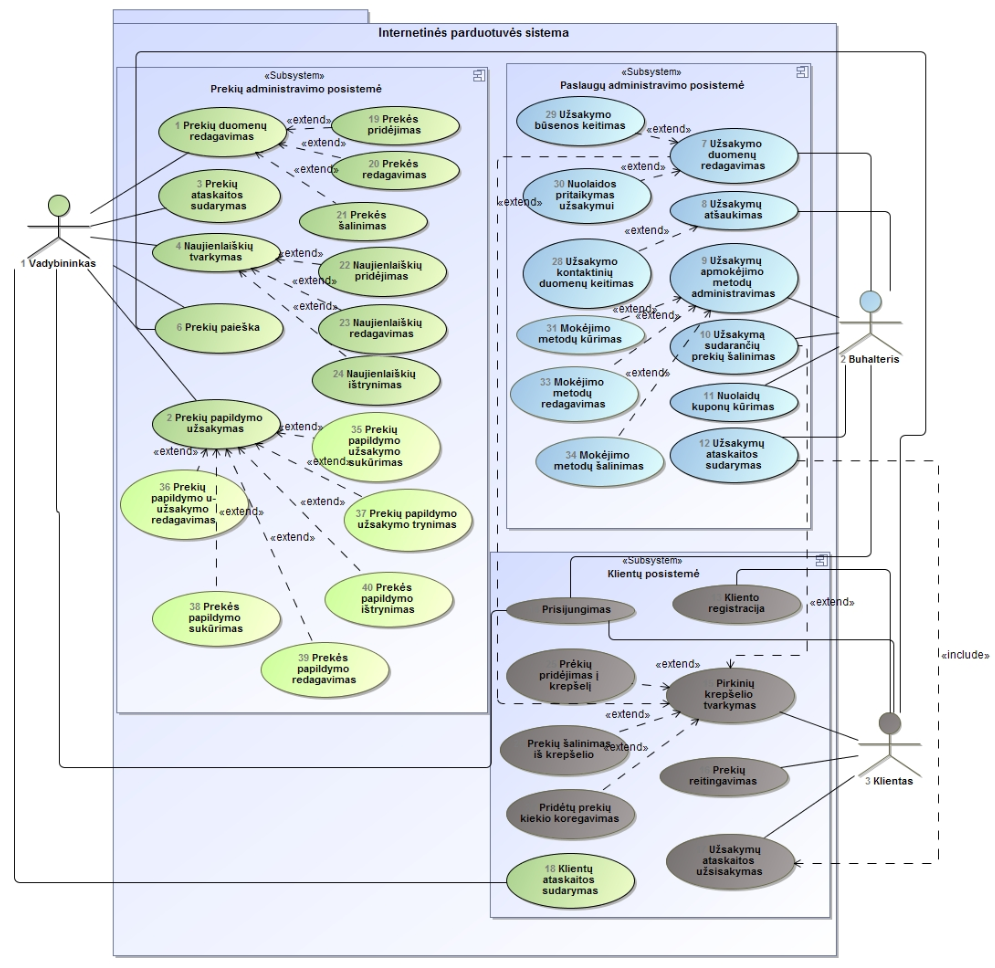 Internetinės parduotuvės sistema
«Subsystem»
Prekių administravimo posistemė
1 Prekių duomenų
redagavimas
«extend»
19 Prekės
pridėjimas
«extend»
20 Prekės
redagavimas
«extend»
3 Prekių
ataskaitos
sudarymas
21 Prekės
šalinimas
4 Naujienlaiškių
tvarkymas
«extend»
22 Naujienlaiškių
pridėjimas
«extend»
23 Naujienlaiškių
redagavimas
«extend»
6 Prekių paieška
24 Naujienlaiškių
ištrynimas
2 Prekių papildymo
užsakymas
«extend»
35 Prekių
papildymo
užsakymo
sukūrimas
«extend»
«extend»
36 Prekių
papildymo u-
užsakymo
redagavimas
«extend»
«extend»
37 Prekių papildymo
užsakymo trynimas
«extend»
40 Prekės
papildymo
ištrynimas
38 Prekės
papildymo
sukūrimas
39 Prekės
papildymo
redagavimas
1 Vadybininkas
«Subsystem»
Paslaugų administravimo posistemė
29 Užsakymo
būsenos keitimas
«extend»
7 Užsakymo
duomenų
redagavimas
«extend»
30 Nuolaidos
pritaikymas
užsakymui
«extend»
8 Užsakymų
atšaukimas
«extend»
28 Užsakymo
kontaktinių
duomenų keitimas
9 Užsakymų
apmokėjimo
metodų
administravimas
«extend»
«extend»
31 Mokėjimo
metodų kūrimas
10 Užsakymą
sudarančių
prekių šalinimas
«extend»
33 Mokėjimo
metodų
redagavimas
11 Nuolaidų
kuponų kūrimas
34 Mokėjimo
metodų šalinimas
12 Užsakymų
ataskaitos
sudarymas
2 Buhalteris
«Subsystem»
Klientų posistemė
Prisijungimas
Kliento
registracija
«extend»
«include»
Prėkių
pridėjimas į
krepšelį
«extend»
Pirkinių
krepšelio
tvarkymas
«extend»
Prekių šalinimas
iš krepšelio
«extend»
Prekių
reitingavimas
Pridėtų prekių
kiekio koregavimas
Užsakymų
ataskaitos
užsisakymas
18 Klientų
ataskaitos
sudarymas
3 Klientas